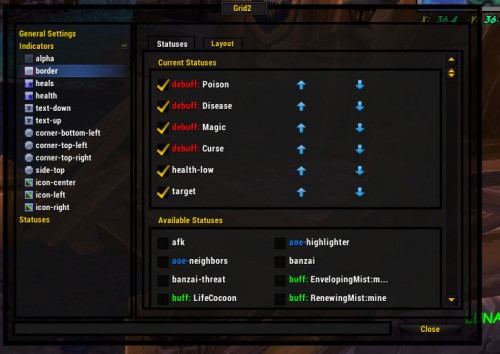 Grid2
X: 36.4 Y: 36
General Settings
Indicators
alpha
border
heals
health
text-down
text-up
corner-bottom-left
corner-top-left
corner-top-right
side-top
icon-center
icon-left
icon-right
Statuses
Statuses Layout
Current Statuses
debuff: Poison
debuff: Disease
debuff: Magic
debuff: Curse
health-low
target
Available Statuses
afk aoe-highlighter
aoe-neighbors banzai
banzai-threat buff: EnvelopingMist:m...
buff: LifeCocoon buff: RenewingMist:mine
Close